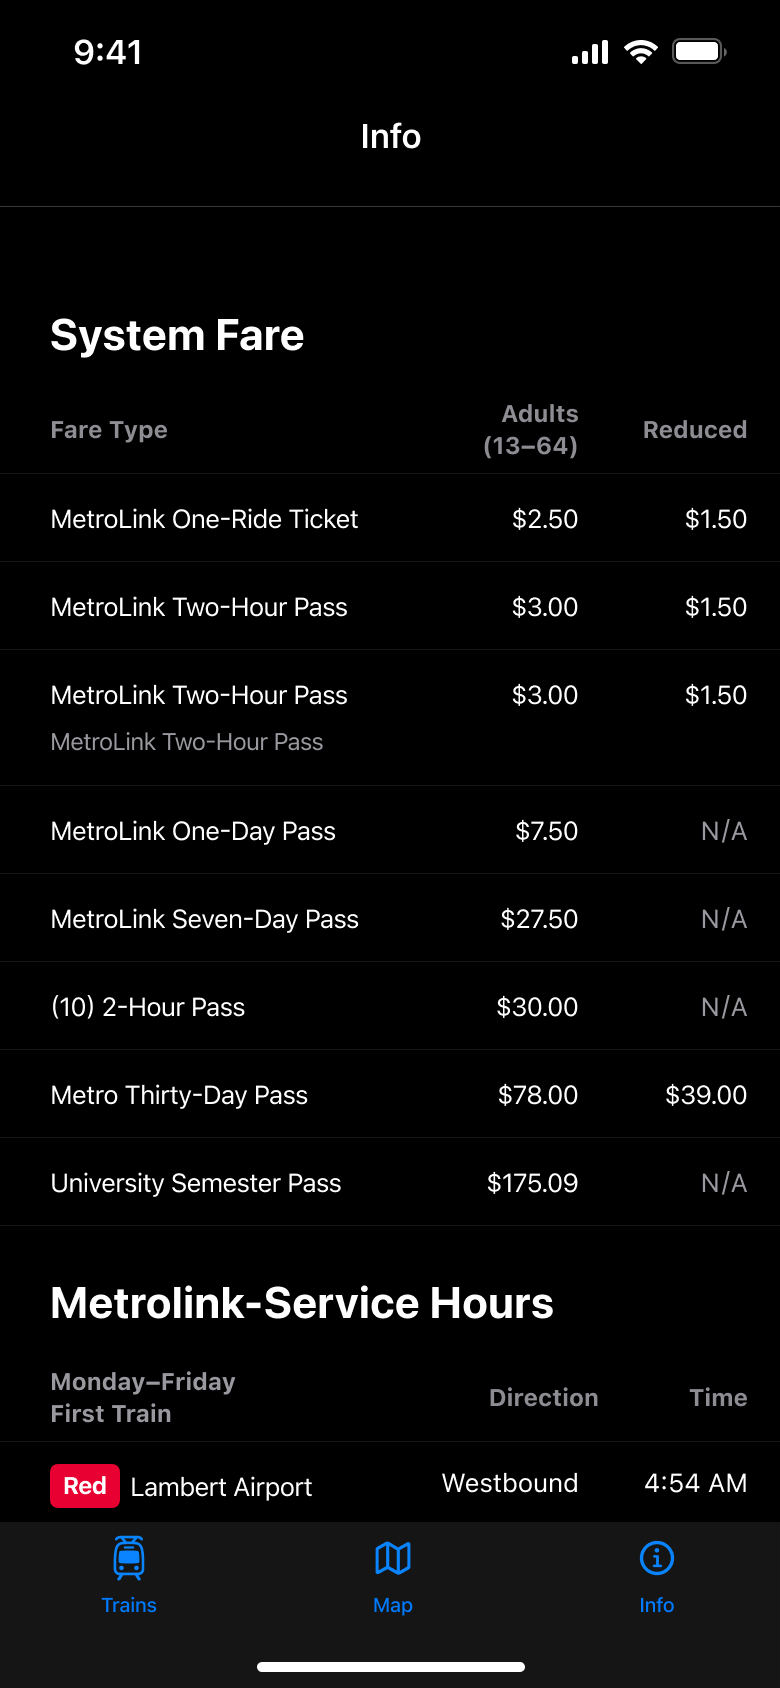 9:41
Info
System Fare
Fare Type Adults (13–64) Reduced
MetroLink One-Ride Ticket $2.50 $1.50
MetroLink Two-Hour Pass $3.00 $1.50
MetroLink Two-Hour Pass $3.00 $1.50
MetroLink Two-Hour Pass
MetroLink One-Day Pass $7.50 N/A
MetroLink Seven-Day Pass $27.50 N/A
(10) 2-Hour Pass $30.00 N/A
Metro Thirty-Day Pass $78.00 $39.00
University Semester Pass $175.09 N/A
Metrolink-Service Hours
Monday–Friday First Train Direction Time
Red Lambert Airport Westbound 4:54 AM
Trains Map Info